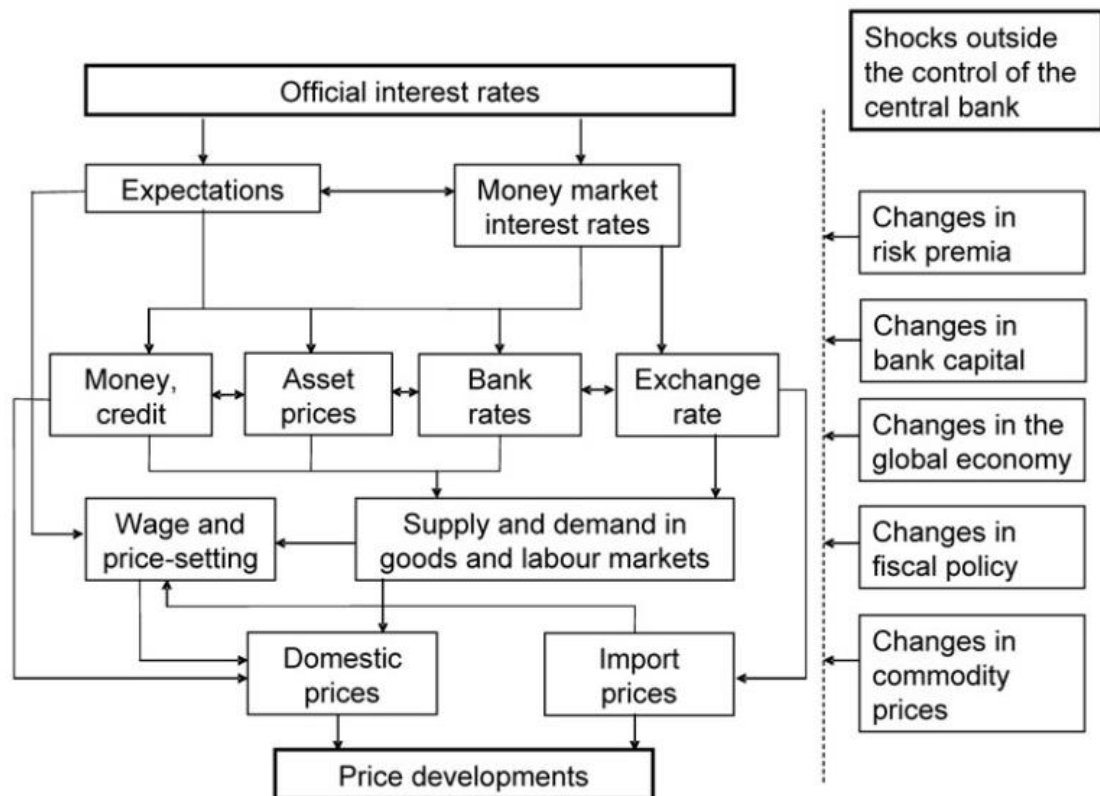 Official interest rates
Shocks outside
the control of the
central bank
Expectations
Money market
interest rates
Changes in
risk premia
Money,
credit
Asset
prices
Bank
rates
Exchange
rate
Changes in
bank capital
Changes in the
global economy
Wage and
price-setting
Supply and demand in
goods and labour markets
Changes in
fiscal policy
Domestic
prices
Import
prices
Changes in
commodity
prices
Price developments